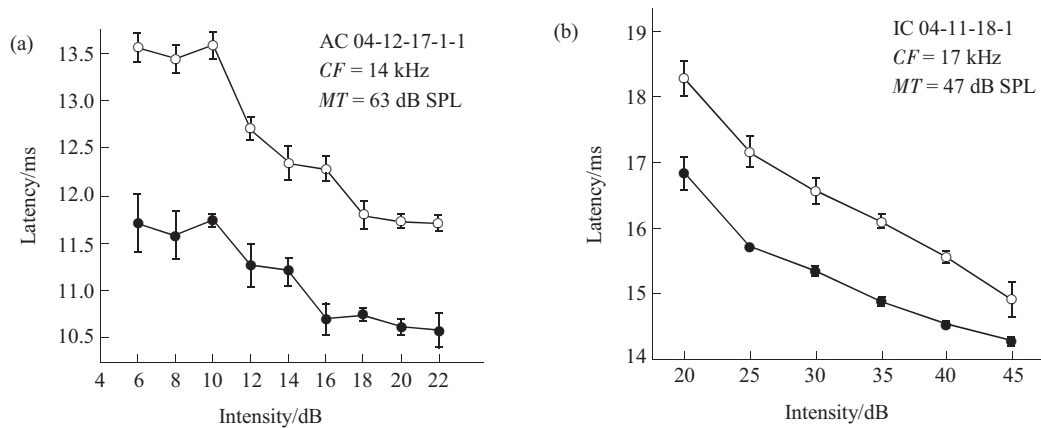 (a)
AC 04-12-17-1-1
CF = 14 kHz
MT = 63 dB SPL
Latency/ms
13.5
13.0
12.5
12.0
11.5
11.0
10.5
4 6 8 10 12 14 16 18 20 22
Intensity/dB
(b)
IC 04-11-18-1
CF = 17 kHz
MT = 47 dB SPL
Latency/ms
19
18
17
16
15
14
20 25 30 35 40 45
Intensity/dB